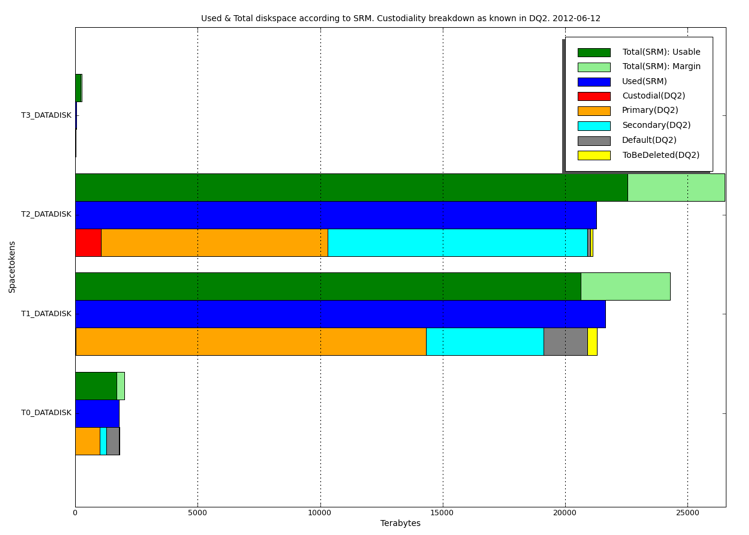 Used & Total diskspace according to SRM. Custodiality breakdown as known in DQ2. 2012-06-12
Total(SRM): Usable
Total(SRM): Margin
Used(SRM)
Custodial(DQ2)
Primary(DQ2)
Secondary(DQ2)
Default(DQ2)
ToBeDeleted(DQ2)
Spacetokens
T3_DATADISK
T2_DATADISK
T1_DATADISK
T0_DATADISK
0 5000 10000 15000 20000 25000
Terabytes